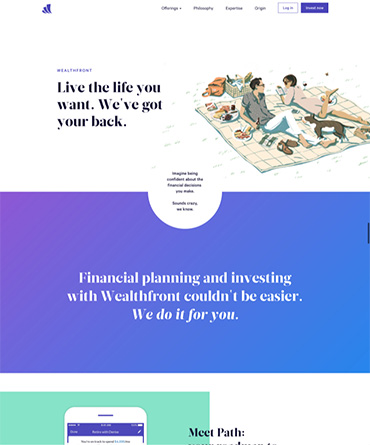 Offerings Philosophy Expertise Origin Log in Invest now
WEALTHFRONT
Live the life you
want. We've got
your back.
Imagine being
confident about the
financial decisions
you make.
Sounds crazy,
we know.
Financial planning and investing
with Wealthfront couldn't be easier.
We do it for you.
Meet Path: